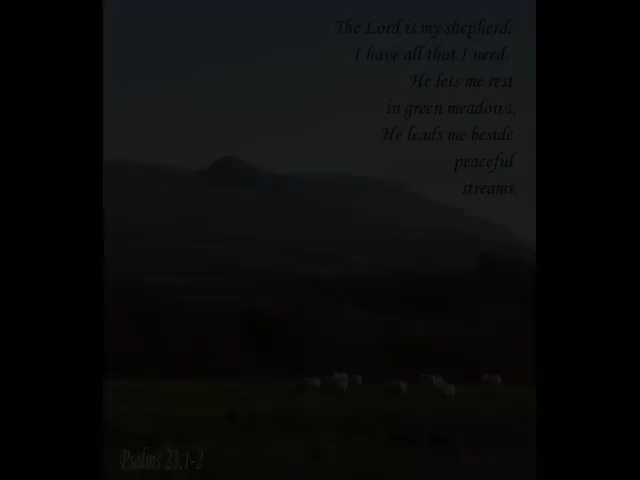 The Lord is my shepherd;
I have all that I need.
He lets me rest
in green meadows,
He leads me beside
peaceful
streams.
Psalms 23,1-2